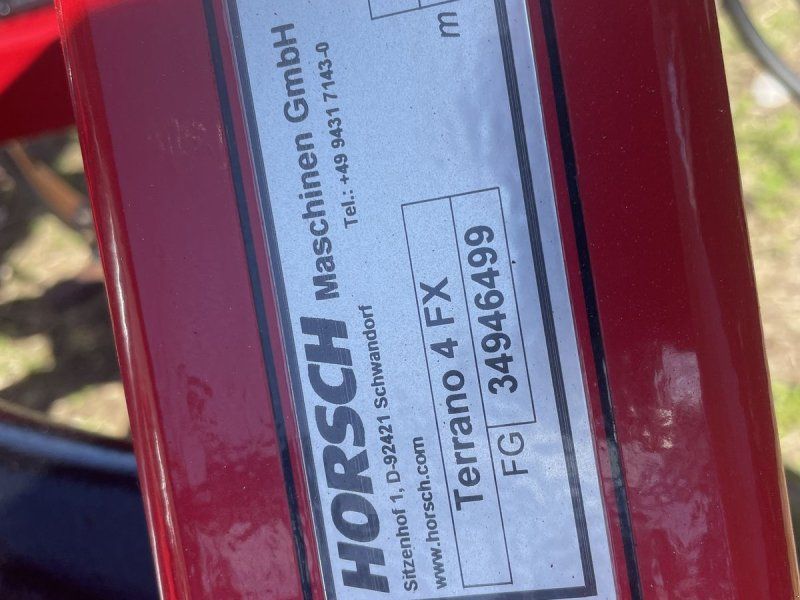 HORSCH Maschinen GmbH
Sitzenhof 1, D-92421 Schwandorf Tel.: +49 9431 7143-0
www.horsch.com
Terrano 4 FX
FG 34946499
m